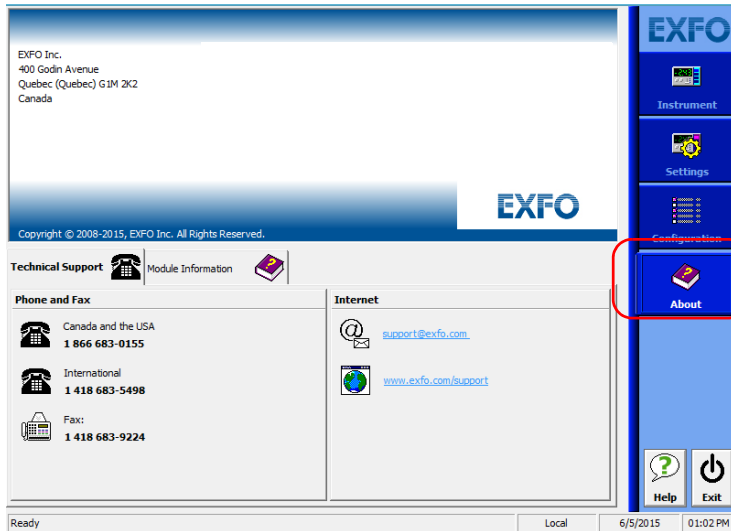 EXFO Inc.
400 Godin Avenue
Quebec (Quebec) G1M 2K2
Canada
EXFO
Copyright © 2008-2015, EXFO Inc. All Rights Reserved.
Technical Support
Module Information
Phone and Fax
Canada and the USA
1 866 683-0155
International
1 418 683-5498
Fax:
1 418 683-9224
Internet
support@exfo.com
www.exfo.com/support
EXFO
Instrument
Settings
Configuration
About
Help
Exit
Ready
Local
6/5/2015
01:02 PM